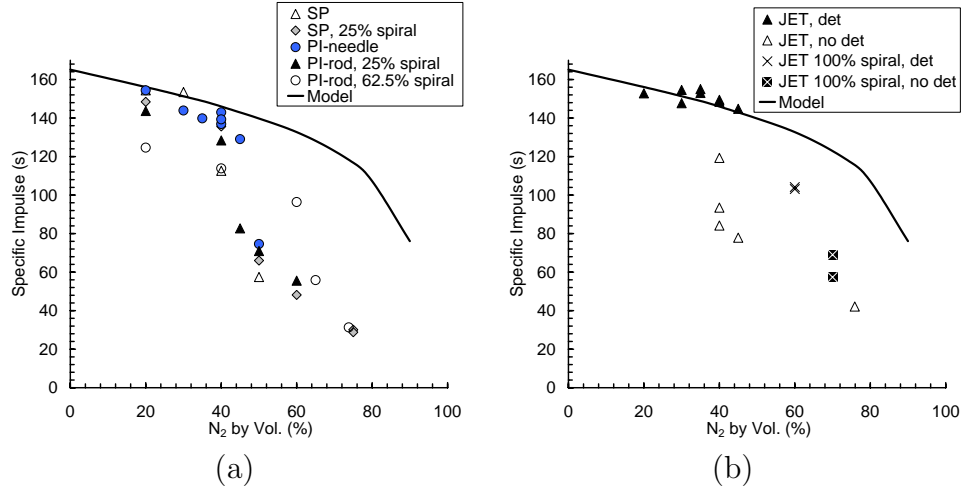 SP
SP, 25% spiral
PI-needle
PI-rod, 25% spiral
PI-rod, 62.5% spiral
Model
Specific Impulse (s)
160
140
120
100
80
60
40
20
0
0 20 40 60 80 100
N₂ by Vol. (%)
(a)
JET, det
JET, no det
JET 100% spiral, det
JET 100% spiral, no det
Model
Specific Impulse (s)
160
140
120
100
80
60
40
20
0
0 20 40 60 80 100
N₂ by Vol. (%)
(b)